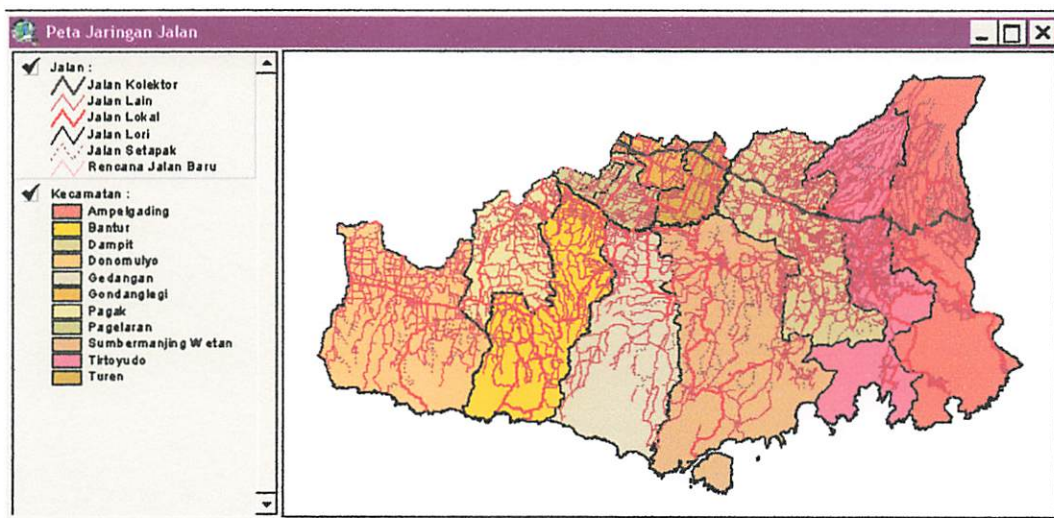 Peta Jaringan Jalan
Jalan :
Jalan Kolektor
Jalan Lain
Jalan Lokal
Jalan Lori
Jalan Setapak
Rencana Jalan Baru
Kecamatan :
Ampelgading
Bantur
Dampit
Donomulyo
Gedangan
Gondanglegi
Pagak
Pagelaran
Sumbermanjing Wetan
Tirtoyudo
Turen